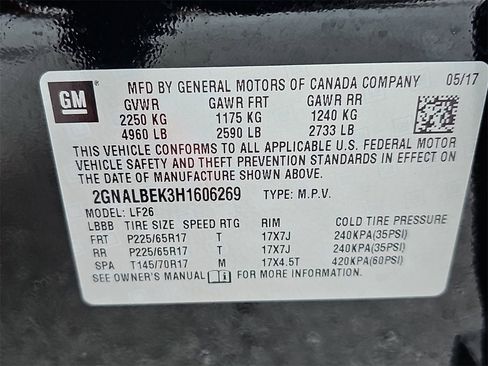 GM
MFD BY GENERAL MOTORS OF CANADA COMPANY 05/17
GVWR GAWR FRT GAWR RR
2250 KG 1175 KG 1240 KG
4960 LB 2590 LB 2733 LB
THIS VEHICLE CONFORMS TO ALL APPLICABLE U.S. FEDERAL MOTOR
VEHICLE SAFETY AND THEFT PREVENTION STANDARDS IN EFFECT ON
THE DATE OF MANUFACTURE SHOWN ABOVE.
2GNALBEK3H1606269 TYPE: M.P.V.
MODEL: LF26
LBBB TIRE SIZE SPEED RTG RIM COLD TIRE PRESSURE
FRT P225/65R17 T 17X7J 240KPA(35PSI)
RR P225/65R17 T 17X7J 240KPA(35PSI)
SPA T145/70R17 M 17X4.5T 420KPA(60PSI)
SEE OWNER'S MANUAL FOR ADDITIONAL INFORMATION.